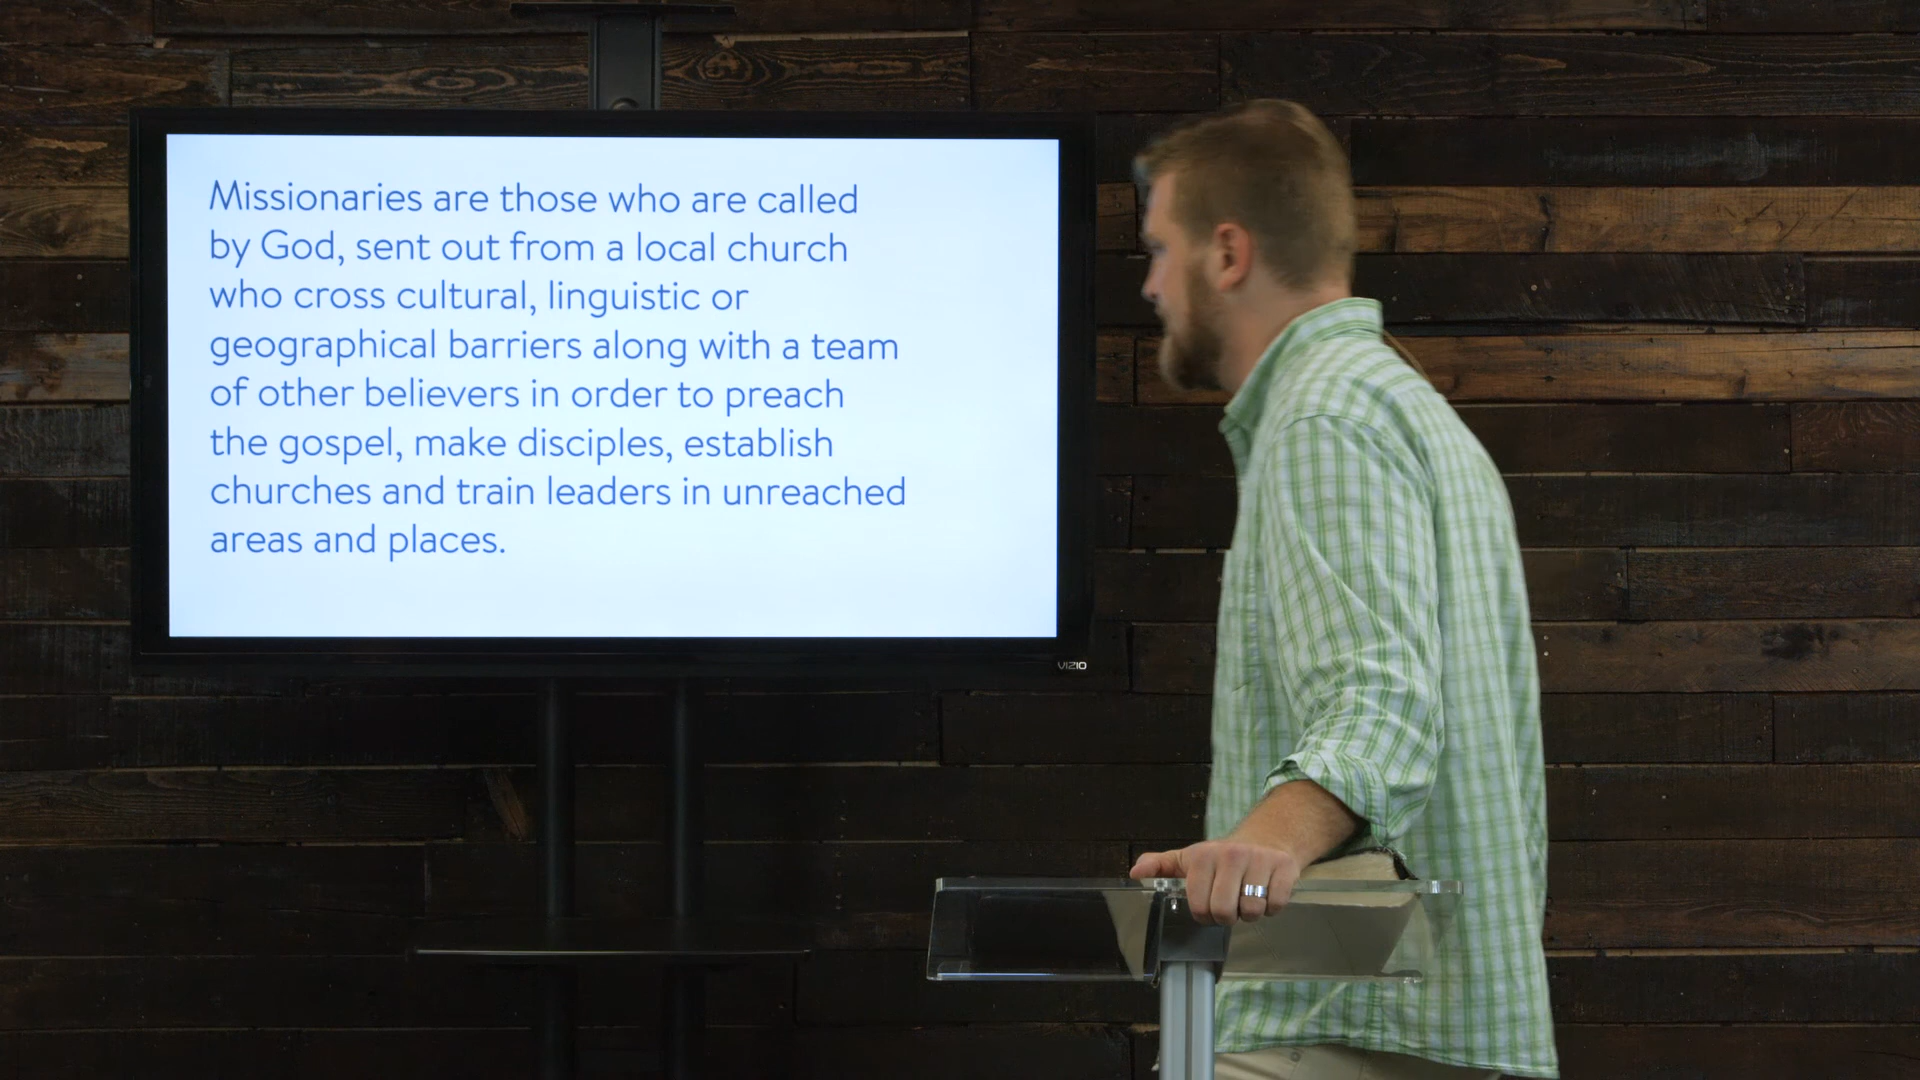 Missionaries are those who are called
by God, sent out from a local church
who cross cultural, linguistic or
geographical barriers along with a team
of other believers in order to preach
the gospel, make disciples, establish
churches and train leaders in unreached
areas and places.
VIZIO